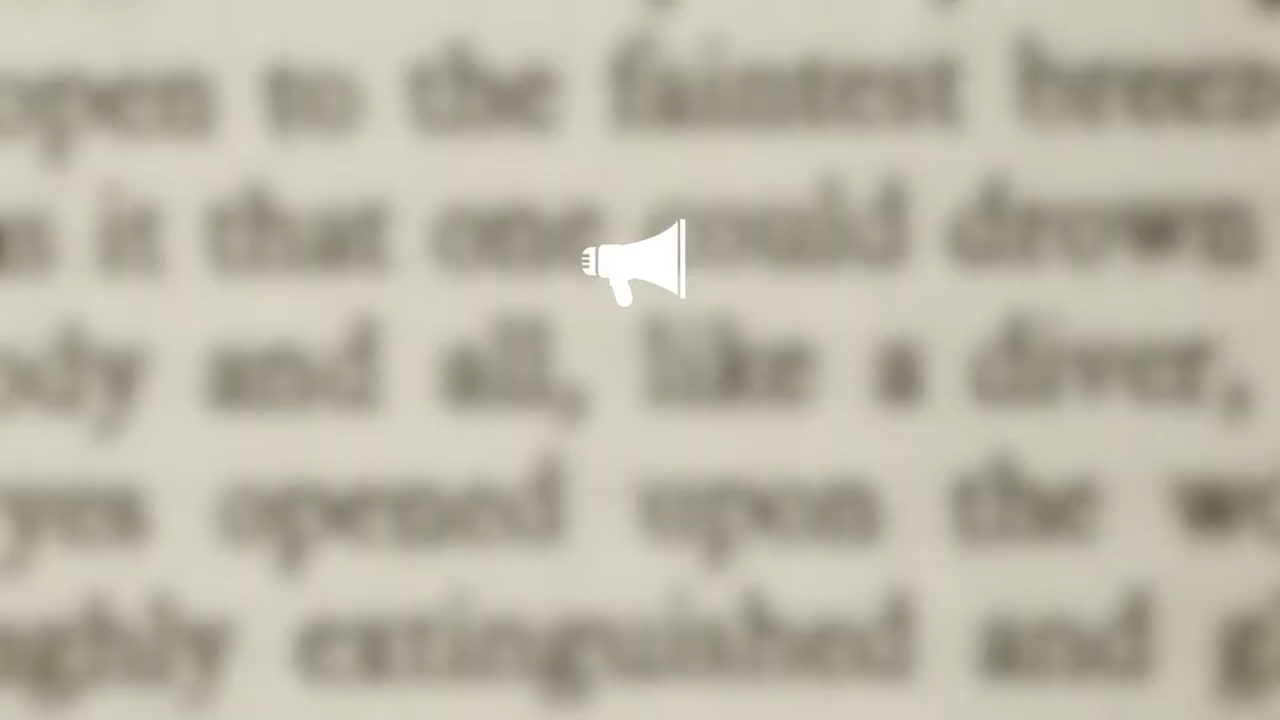 open to the faintest
it that one could drown
and all, like a diver,
opened upon the
extinguished and